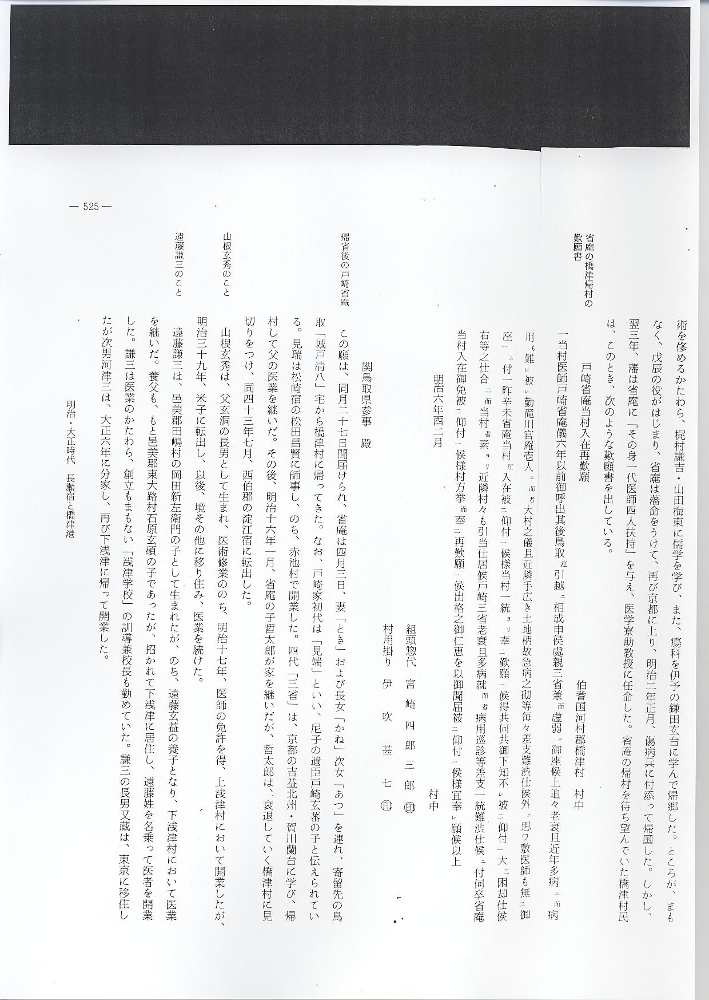 術を修めるかたわら、梶村謙吉・山田梅東に儒学を学び、また、瘍科を伊予の鎌田玄台に学んで帰郷した。ところが、まも
なく、戊辰の役がはじまり、省庵は藩命をうけて、再び京都に上り、明治二年正月、傷病兵に付添って帰国した。しかし、
翌三年、藩は省庵に「その身一代医師四人扶持」を与え、医学寮助教授に任命した。省庵の帰村を待ち望んでいた橋津村民
は、このとき、次のような歎願書を出している。
省庵の橋津帰村の
歎願書
戸崎省庵当村入在再歎願
伯耆国河村郡橋津村　村中
一当村医師戸崎省庵儀六年以前御呼出其後鳥取江引越ニ相成申侯處親三省兼而虚弱ニ御座侯上追々老衰且近年多病ニ而病
用も難レ被レ勤滝川官庵壱人ニ而者大村之儀且近隣手広き土地柄故急病之砌等毎々差支難渋仕候外ニ思ワ敷医師も無ニ御
座一ニ付一昨辛未省庵当村江入在被ニ仰付一候様当村一統ヨリ奉ニ歎願一候得共何共御下知不レ被ニ仰付一大ニ困却仕候
右等之仕合ニ而当村者素ヨリ近隣村々も引当仕居候戸崎三省老衰且多病就而者病用巡診等差支一統難渋仕候ニ付何卒省庵
当村入在御免被ニ仰付一候様村方挙而奉ニ再歎願一候出格之御仁恵を以御聞届被ニ仰付一候様宜奉レ願候以上
明治六年酉二月
村中
組頭惣代　宮崎四郎三郎㊞
村用掛り　伊吹甚七㊞
関鳥取県参事　殿
帰省後の戸崎省庵
この願は、同月二十七日聞届けられ、省庵は四月三日、妻「とき」および長女「かね」次女「あつ」を連れ、寄留先の鳥
取「城戸清八」宅から橋津村に帰ってきた。なお、戸崎家初代は「見端」といい、尼子の遺臣戸崎玄蕃の子と伝えられてい
る。見瑞は松崎宿の松田昌賢に師事し、のち、赤池村で開業した。四代「三省」は、京都の吉益北州・賀川蘭台に学び、帰
村して父の医業を継いだ。その後、明治十六年一月、省庵の子哲太郎が家を継いだが、哲太郎は、衰退していく橋津村に見
切りをつけ、同四十三年七月、西伯郡の淀江宿に転出した。
山根玄秀のこと
山根玄秀は、父玄洞の長男として生まれ、医術修業ののち、明治十七年、医師の免許を得、上浅津村において開業したが、
明治三十九年、米子に転出し、以後、境その他に移り住み、医業を続けた。
遠藤謙三のこと
遠藤謙三は、邑美郡田嶋村の岡田新左衛門の子として生まれたが、のち、遠藤玄益の養子となり、下浅津村において医業
を継いだ。養父も、もと邑美郡東大路村石原玄碩の子であったが、招かれて下浅津に居住し、遠藤姓を名乗って医者を開業
した。謙三は医業のかたわら、創立もまもない「浅津学校」の訓導兼校長も勤めていた。謙三の長男又蔵は、東京に移住し
たが次男河津三は、大正六年に分家し、再び下浅津に帰って開業した。
明治・大正時代　長瀬宿と橋津港
— 525 —